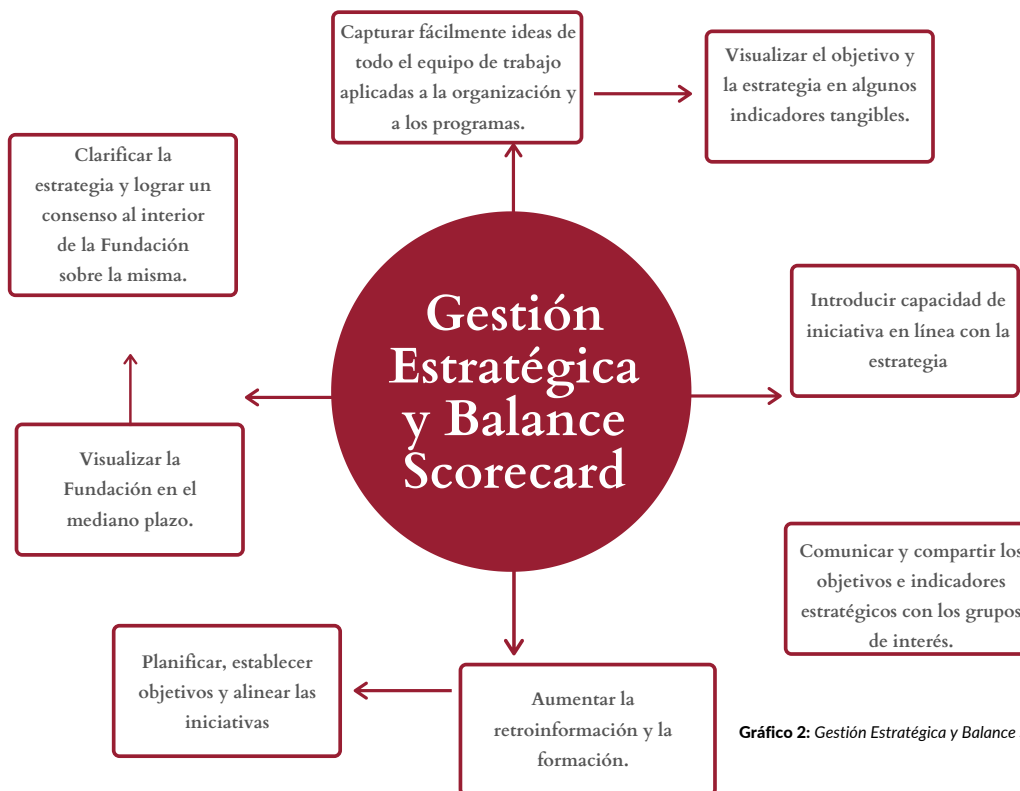 Capturar fácilmente ideas de
todo el equipo de trabajo
aplicadas a la organización y
a los programas.
Visualizar el objetivo y
la estrategia en algunos
indicadores tangibles.
Clarificar la
estrategia y lograr un
consenso al interior
de la Fundación
sobre la misma.
Gestión
Estratégica
y Balance
Scorecard
Introducir capacidad de
iniciativa en línea con la
estrategia
Visualizar la
Fundación en el
mediano plazo.
Comunicar y compartir los
objetivos e indicadores
estratégicos con los grupos
de interés.
Planificar, establecer
objetivos y alinear las
iniciativas
Aumentar la
retroinformación y la
formación.
Gráfico 2: Gestión Estratégica y Balance